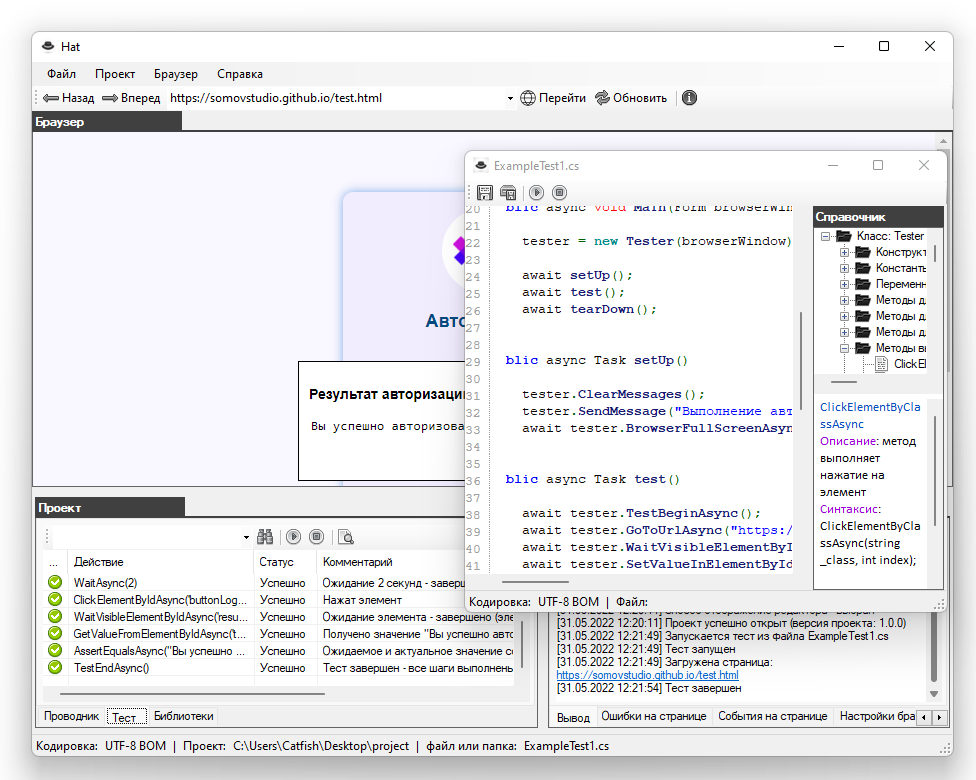 Hat
Файл Проект Браузер Справка
Назад Вперед https://somovstudio.github.io/test.html Перейти Обновить
Браузер
Авто
Результат авторизации
Вы успешно авторизова
ExampleTest1.cs
20 blic async void Main(Form browserWin
21
22 tester = new Tester(browserWindow)
23
24 await setUp();
25 await test();
26 await tearDown();
27
28
29 blic async Task setUp()
30
31 tester.ClearMessages();
32 tester.SendMessage("Выполнение авт
33 await tester.BrowserFullScreenAsyn
34
35
36 blic async Task test()
37
38 await tester.TestBeginAsync();
39 await tester.GoToUrlAsync("https:/
40 await tester.WaitVisibleElementByI
41 await tester.SetValueInElementById
Справочник
Класс: Tester
Конструкт
Константы
Переменн
Методы д
Методы д
Методы д
Методы вы
ClickEl
ClickElementByCla
ssAsync
Описание: метод
выполняет
нажатие на
элемент
Синтаксис:
ClickElementByCla
ssAsync(string
_class, int index);
Кодировка: UTF-8 BOM | Файл:
Проект
... Действие Статус Комментарий
WaitAsync(2) Успешно Ожидание 2 секунд - заверш
ClickElementByIdAsync('buttonLog... Успешно Нажат элемент
WaitVisibleElementByIdAsync('resu... Успешно Ожидание элемента - завершено (эле
GetValueFromElementByIdAsync('t... Успешно Получено значение "Вы успешно авто
AssertEqualsAsync("Вы успешно ... Успешно Ожидаемое и актуальное значение со
TestEndAsync() Успешно Тест завершен - все шаги выполнены
Проводник Тест Библиотеки
[31.05.2022 12:20:11] Проект успешно открыт (версия проекта: 1.0.0)
[31.05.2022 12:21:49] Запускается тест из файла ExampleTest1.cs
[31.05.2022 12:21:49] Тест запущен
[31.05.2022 12:21:49] Загружена страница:
https://somovstudio.github.io/test.html
[31.05.2022 12:21:54] Тест завершен
Вывод Ошибки на странице События на странице Настройки бра
Кодировка: UTF-8 BOM | Проект: C:\Users\Catfish\Desktop\project | файл или папка: ExampleTest1.cs